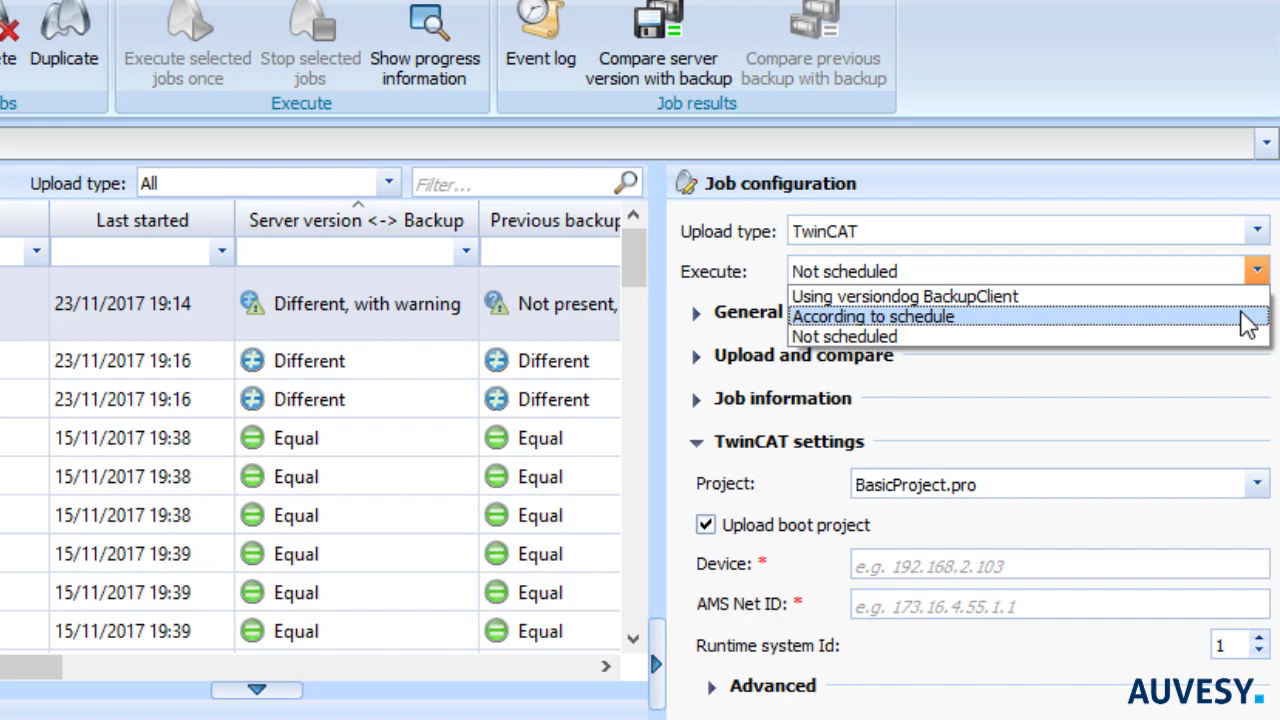 te
Duplicate
Execute selected
jobs once
Stop selected
jobs
Show progress
information
Event log
Compare server
version with backup
Compare previous
backup with backup
bs
Execute
Job results
Upload type:
All
Filter...
Last started
Server version <-> Backup
Previous backup
23/11/2017 19:14
Different, with warning
Not present,
23/11/2017 19:16
Different
Different
23/11/2017 19:16
Different
Different
15/11/2017 19:38
Equal
Equal
15/11/2017 19:38
Equal
Equal
15/11/2017 19:38
Equal
Equal
15/11/2017 19:39
Equal
Equal
15/11/2017 19:39
Equal
Equal
15/11/2017 19:39
Equal
Equal
Job configuration
Upload type:
TwinCAT
Execute:
Not scheduled
Using versiondog BackupClient
According to schedule
Not scheduled
General
Upload and compare
Job information
TwinCAT settings
Project:
BasicProject.pro
Upload boot project
Device: *
e.g. 192.168.2.103
AMS Net ID: *
e.g. 173.16.4.55.1.1
Runtime system Id:
1
Advanced
AUVESY.